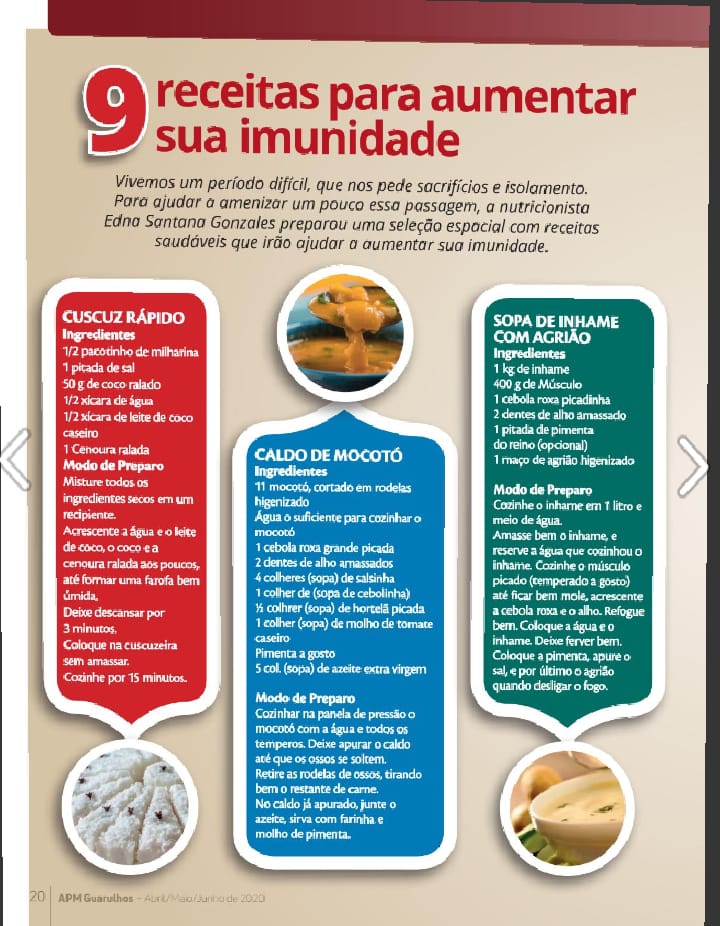 9 receitas para aumentar
sua imunidade
Vivemos um período difícil, que nos pede sacrifícios e isolamento.
Para ajudar a amenizar um pouco essa passagem, a nutricionista
Edna Santana Gonzales preparou uma seleção espacial com receitas
saudáveis que irão ajudar a aumentar sua imunidade.
CUSCUZ RÁPIDO
Ingredientes
1/2 pacotinho de milharina
1 pitada de sal
50 g de coco ralado
1/2 xícara de água
1/2 xícara de leite de coco
caseiro
1 Cenoura ralada
Modo de Preparo
Misture todos os
ingredientes secos em um
recipiente.
Acrescente a água e o leite
de coco, o coco e a
cenoura ralada aos poucos,
até formar uma farofa bem
úmida,
Deixe descansar por
3 minutos.
Coloque na cuscuzeira
sem amassar.
Cozinhe por 15 minutos.
CALDO DE MOCOTÓ
Ingredientes
11 mocotó, cortado em rodelas
higenizado
Água o suficiente para cozinhar o
mocotó
1 cebola roxa grande picada
2 dentes de alho amassados
4 colheres (sopa) de salsinha
1 colher de (sopa de cebolinha)
½ colhrer (sopa) de hortelã picada
1 colher (sopa) de molho de tomate
caseiro
Pimenta a gosto
5 col. (sopa) de azeite extra virgem
Modo de Preparo
Cozinhar na panela de pressão o
mocotó com a água e todos os
temperos. Deixe apurar o caldo
até que os ossos se soltem.
Retire as rodelas de ossos, tirando
bem o restante de carne.
No caldo já apurado, junte o
azeite, sirva com farinha e
molho de pimenta.
SOPA DE INHAME
COM AGRIÃO
Ingredientes
1 kg de inhame
400 g de Músculo
1 cebola roxa picadinha
2 dentes de alho amassado
1 pitada de pimenta
do reino (opcional)
1 maço de agrião higenizado
Modo de Preparo
Cozinhe o inhame em 1 litro e
meio de água.
Amasse bem o inhame, e
reserve a água que cozinhou o
inhame. Cozinhe o músculo
picado (temperado a gosto)
até ficar bem mole, acrescente
a cebola roxa e o alho. Refogue
bem. Coloque a água e o
inhame. Deixe ferver bem.
Coloque a pimenta, apure o
sal, e por último o agrião
quando desligar o fogo.
20 APM Guarulhos – Abril/Maio/Junho de 2020